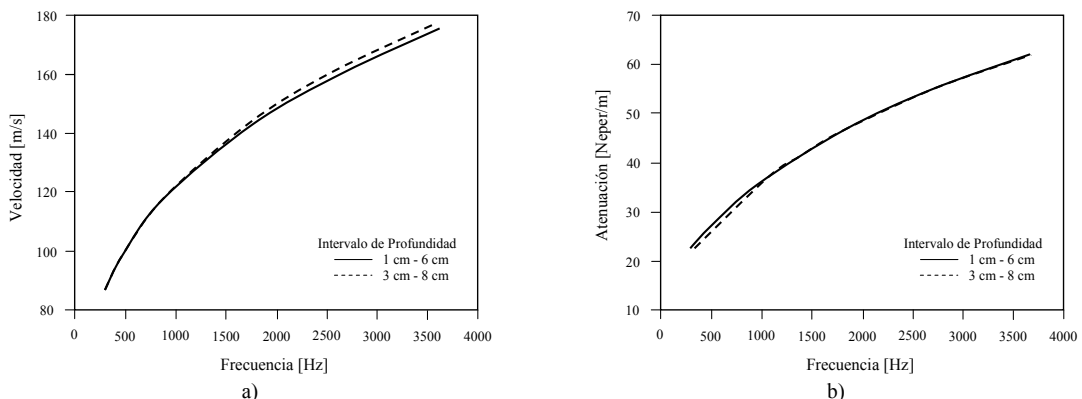 180
160
140
120
100
80
Velocidad [m/s]
Intervalo de Profundidad
1 cm - 6 cm
3 cm - 8 cm
0 500 1000 1500 2000 2500 3000 3500 4000
Frecuencia [Hz]
a)
70
60
50
40
30
20
10
Atenuación [Neper/m]
Intervalo de Profundidad
1 cm - 6 cm
3 cm - 8 cm
0 500 1000 1500 2000 2500 3000 3500 4000
Frecuencia [Hz]
b)